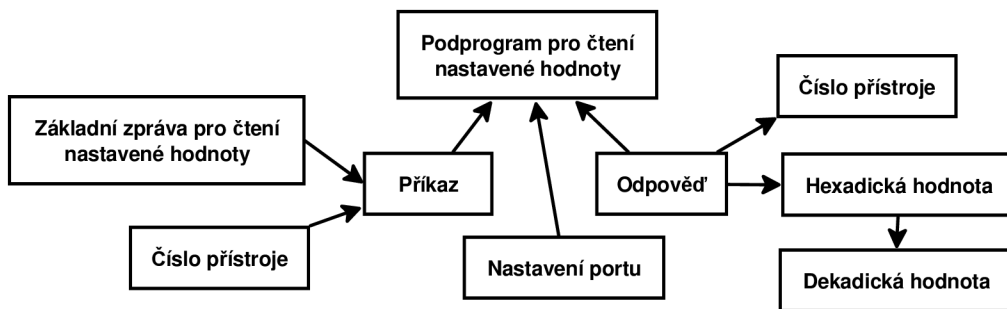 Podprogram pro čtení
nastavené hodnoty
Číslo přístroje
Základní zpráva pro čtení
nastavené hodnoty
Příkaz
Odpověď
Hexadická hodnota
Číslo přístroje
Nastavení portu
Dekadická hodnota